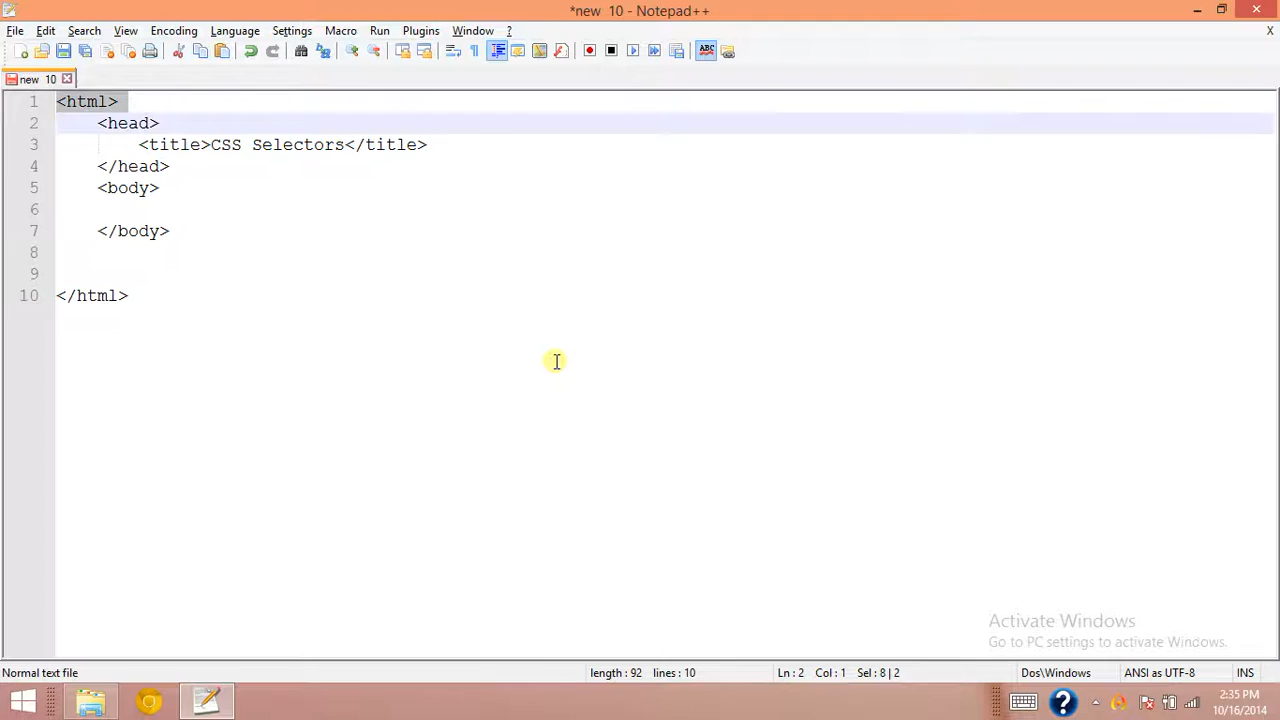 *new 10 - Notepad++
File Edit Search View Encoding Language Settings Macro Run Plugins Window ? X
ABC
new 10
1 <html>
2 <head>
3 <title>CSS Selectors</title>
4 </head>
5 <body>
6
7 </body>
8
9
10 </html>
Activate Windows
Go to PC settings to activate Windows.
Normal text file length : 92 lines : 10 Ln : 2 Col : 1 Sel : 8 | 2 Dos\Windows ANSI as UTF-8 INS
2:35 PM
10/16/2014